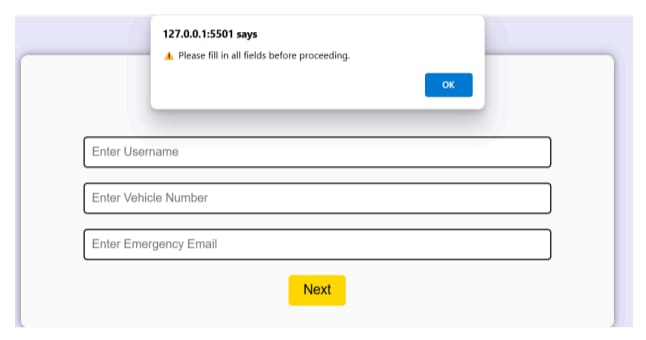 127.0.0.1:5501 says
⚠ Please fill in all fields before proceeding.
OK
Enter Username
Enter Vehicle Number
Enter Emergency Email
Next